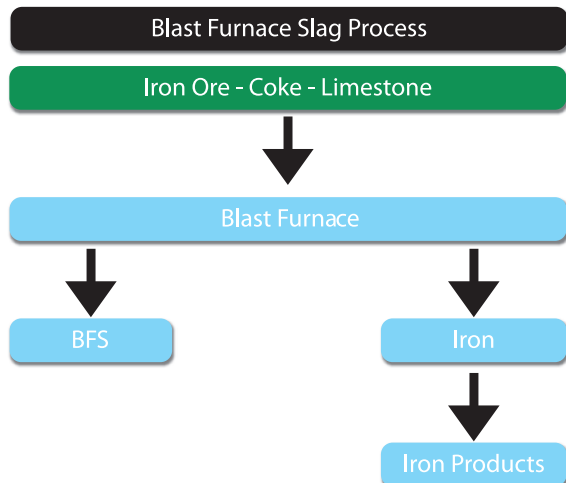 Blast Furnace Slag Process
Iron Ore - Coke - Limestone
Blast Furnace
BFS
Iron
Iron Products